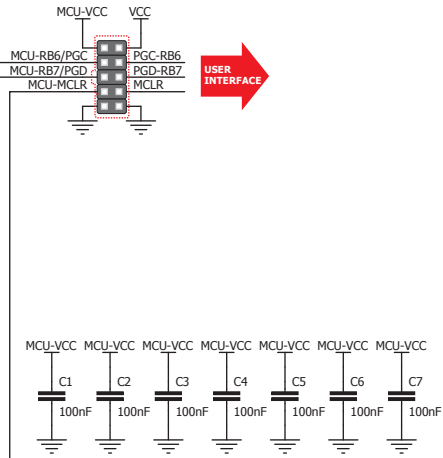 MCU-VCC VCC
MCU-RB6/PGC PGC-RB6
MCU-RB7/PGD PGD-RB7
MCU-MCLR MCLR
USER
INTERFACE
MCU-VCC MCU-VCC MCU-VCC MCU-VCC MCU-VCC MCU-VCC MCU-VCC
C1 C2 C3 C4 C5 C6 C7
100nF 100nF 100nF 100nF 100nF 100nF 100nF